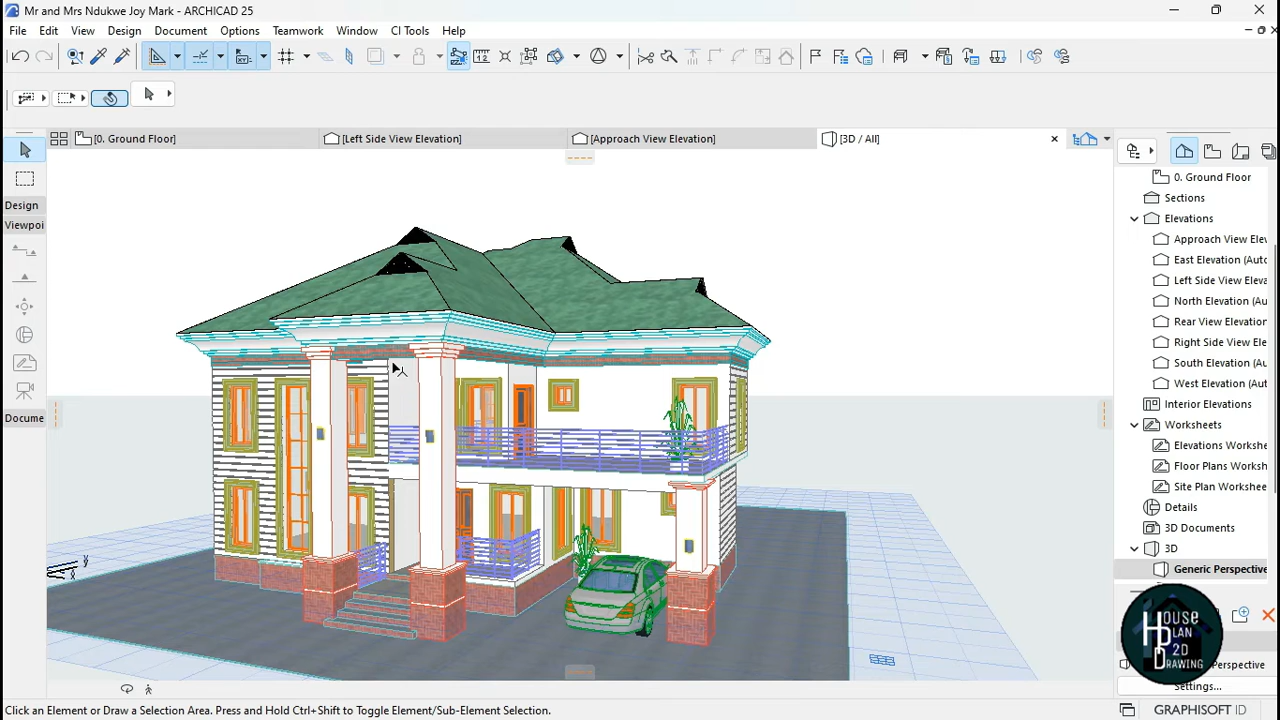 Mr and Mrs Ndukwe Joy Mark - ARCHICAD 25
File Edit View Design Document Options Teamwork Window CI Tools Help
[0. Ground Floor] [Left Side View Elevation] [Approach View Elevation] [3D / All]
Design
Viewpoi
Docume
0. Ground Floor
Sections
Elevations
Approach View Elev
East Elevation (Auto
Left Side View Eleva
North Elevation (Aut
Rear View Elevation
Right Side View Elev
South Elevation (Aut
West Elevation (Auto
Interior Elevations
Worksheets
Elevations Workshe
Floor Plans Worksh
Site Plan Workshee
Details
3D Documents
3D
Generic Perspective
HOUSE
PLAN
2D
DRAWING
Perspective
Settings...
Click an Element or Draw a Selection Area. Press and Hold Ctrl+Shift to Toggle Element/Sub-Element Selection.
GRAPHISOFT ID